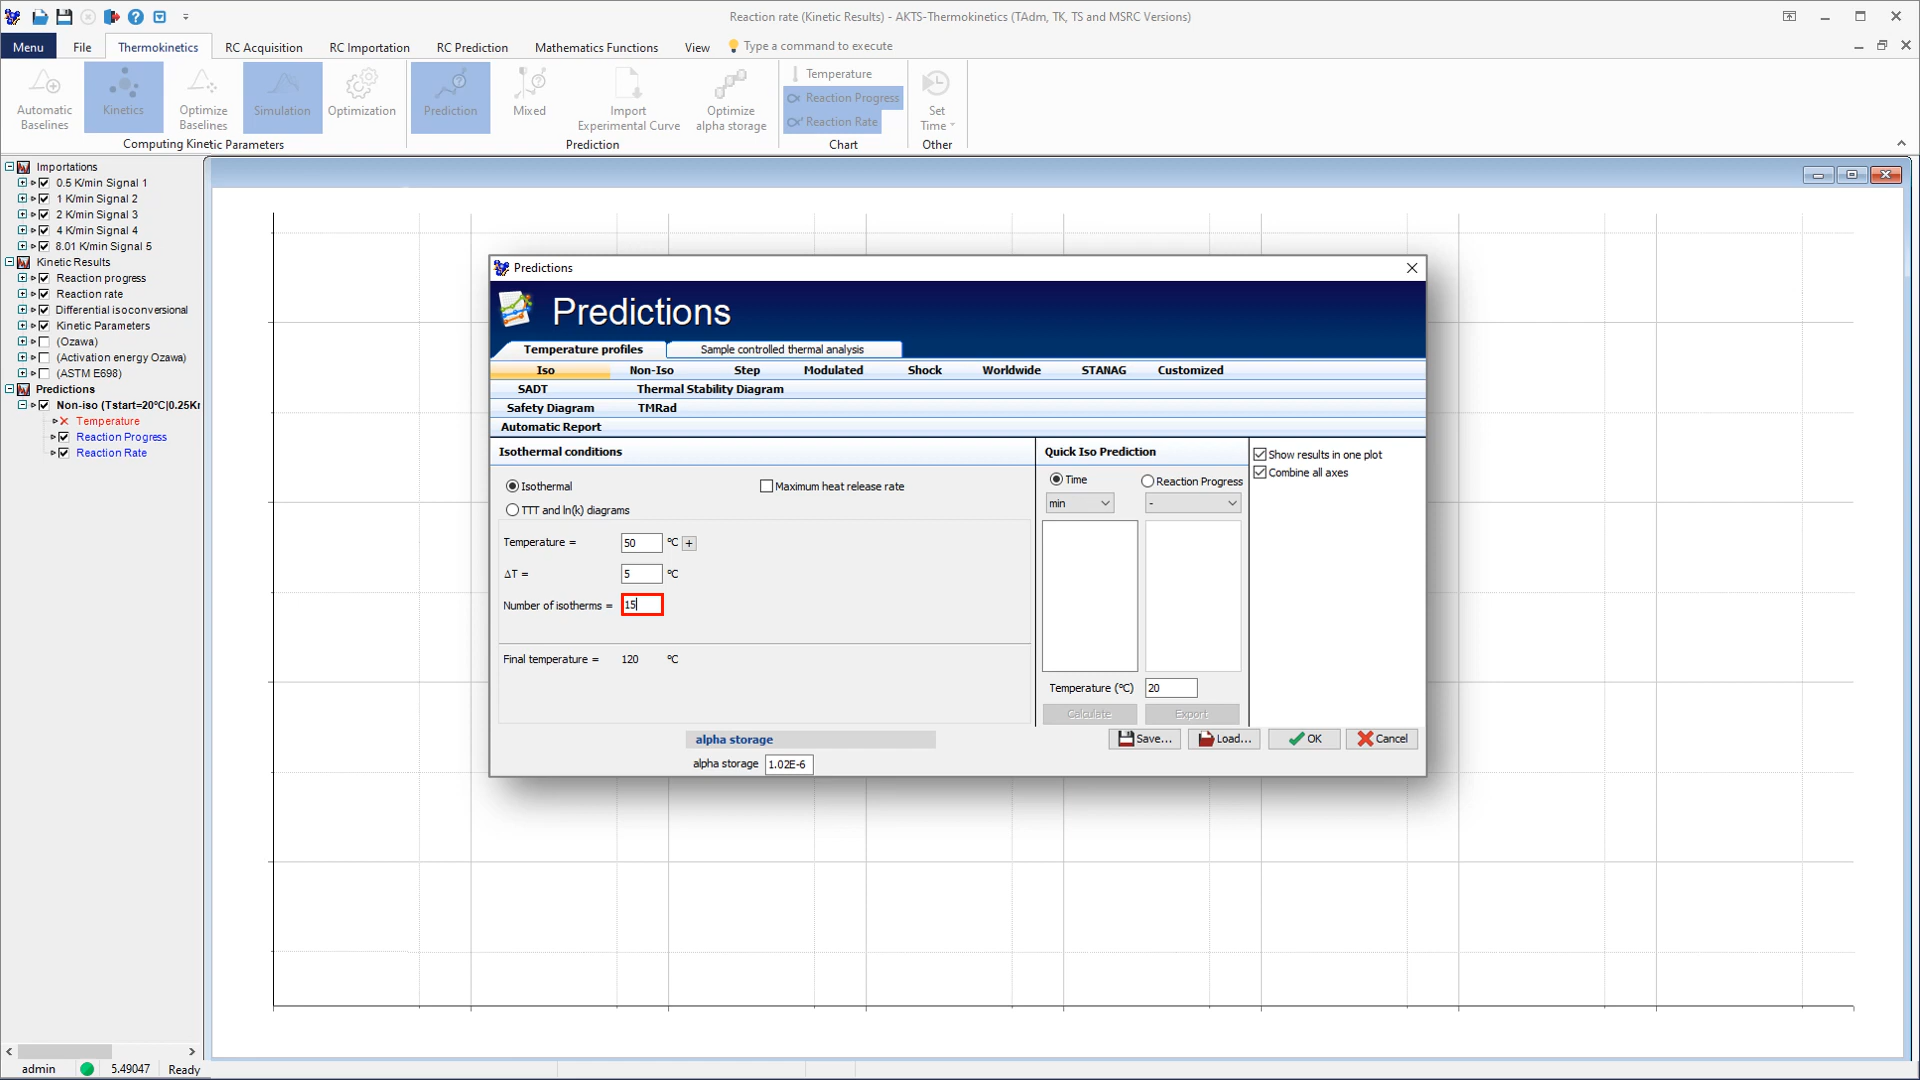 Reaction rate (Kinetic Results) - AKTS-Thermokinetics (TAdm, TK, TS and MSRC Versions)
Menu File Thermokinetics RC Acquisition RC Importation RC Prediction Mathematics Functions View Type a command to execute
Automatic Baselines
Kinetics
Optimize Baselines
Simulation
Optimization
Prediction
Mixed
Import Experimental Curve
Optimize alpha storage
Temperature
Reaction Progress
Reaction Rate
Set Time
Computing Kinetic Parameters
Prediction
Chart
Other
Importations
0.5 K/min Signal 1
1 K/min Signal 2
2 K/min Signal 3
4 K/min Signal 4
8.01 K/min Signal 5
Kinetic Results
Reaction progress
Reaction rate
Differential isoconversional
Kinetic Parameters
(Ozawa)
(Activation energy Ozawa)
(ASTM E698)
Predictions
Non-iso (Tstart=20°C|0.25K
Temperature
Reaction Progress
Reaction Rate
Predictions
Predictions
Temperature profiles
Sample controlled thermal analysis
Iso Non-Iso Step Modulated Shock Worldwide STANAG Customized
SADT Thermal Stability Diagram
Safety Diagram TMRad
Automatic Report
Isothermal conditions
Isothermal
Maximum heat release rate
TTT and ln(k) diagrams
Temperature = 50 °C +
ΔT = 5 °C
Number of isotherms = 15
Final temperature = 120 °C
Quick Iso Prediction
Time
Reaction Progress
min
-
Temperature (°C) 20
Calculate
Export
Show results in one plot
Combine all axes
alpha storage
alpha storage 1.02E-6
Save...
Load...
OK
Cancel
admin 5.49047 Ready